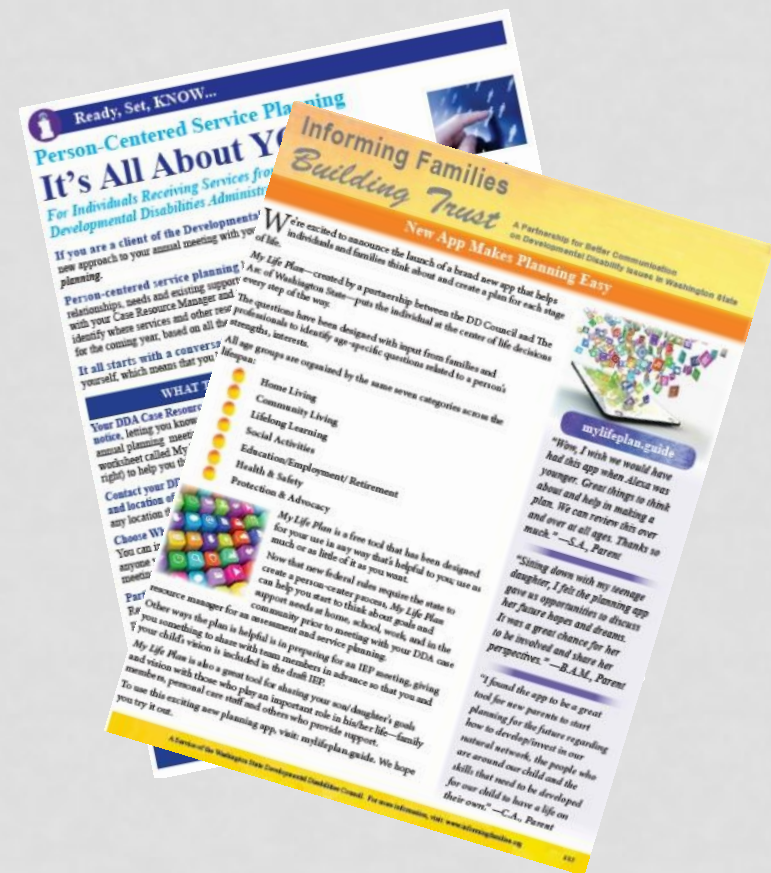 Ready, Set, KNOW...
Person-Centered Service Planning
It's All About YO
For Individuals Receiving Services from
Developmental Disabilities Administr
If you are a client of the Developmental
new approach to your annual meeting with you
planning.
Person-centered service planning
relationships, needs and existing support
with your Case Resource Manager and
identify where services and other res
for the coming year, based on all th
It all starts with a conversa
yourself, which means that you
WHAT T
Your DDA Case Resourc
notice, letting you know
annual planning meeti
worksheet called My
right) to help you th
Contact your DD
and location of
any location th
Choose Wh
You can in
anyone
meetin
Part
Informing Families
Building Trust
A Partnership for Better Communication
on Developmental Disability Issues in Washington State
New App Makes Planning Easy
We're excited to announce the launch of a brand new app that helps
individuals and families think about and create a plan for each stage
of life.
My Life Plan—created by a partnership between the DD Council and The
Arc of Washington State—puts the individual at the center of life decisions
every step of the way.
The questions have been designed with input from families and
professionals to identify age-specific questions related to a person's
strengths, interests.
All age groups are organized by the same seven categories across the
lifespan:
Home Living
Community Living
Lifelong Learning
Social Activities
Education/Employment/ Retirement
Health & Safety
Protection & Advocacy
My Life Plan is a free tool that has been designed
for your use in any way that's helpful to you; use as
much or as little of it as you want.
Now that new federal rules require the state to
create a person-center process, My Life Plan
can help you start to think about goals and
support needs at home, school, work, and in the
community prior to meeting with your DDA case
resource manager for an assessment and service planning.
Other ways the plan is helpful is in preparing for an IEP meeting, giving
you something to share with team members in advance so that you and
your child's vision is included in the draft IEP.
My Life Plan is also a great tool for sharing your son/daughter's goals
and vision with those who play an important role in his/her life—family
members, personal care staff and others who provide support.
To use this exciting new planning app, visit: mylifeplan.guide. We hope
you try it out.
mylifeplan.guide
"Wow, I wish we would have
had this app when Alexa was
younger. Great things to think
about and help in making a
plan. We can review this over
and over at all ages. Thanks so
much." —S.A., Parent
"Sitting down with my teenage
daughter, I felt the planning app
gave us opportunities to discuss
her future hopes and dreams.
It was a great chance for her
to be involved and share her
perspectives." —B.A.M., Parent
"I found the app to be a great
tool for new parents to start
planning for the future regarding
how to develop/invest in our
natural network, the people who
are around our child and the
skills that need to be developed
for our child to have a life on
their own." —C.A., Parent
A Service of the Washington State Developmental Disabilities Council. For more information, visit: www.informingfamilies.org